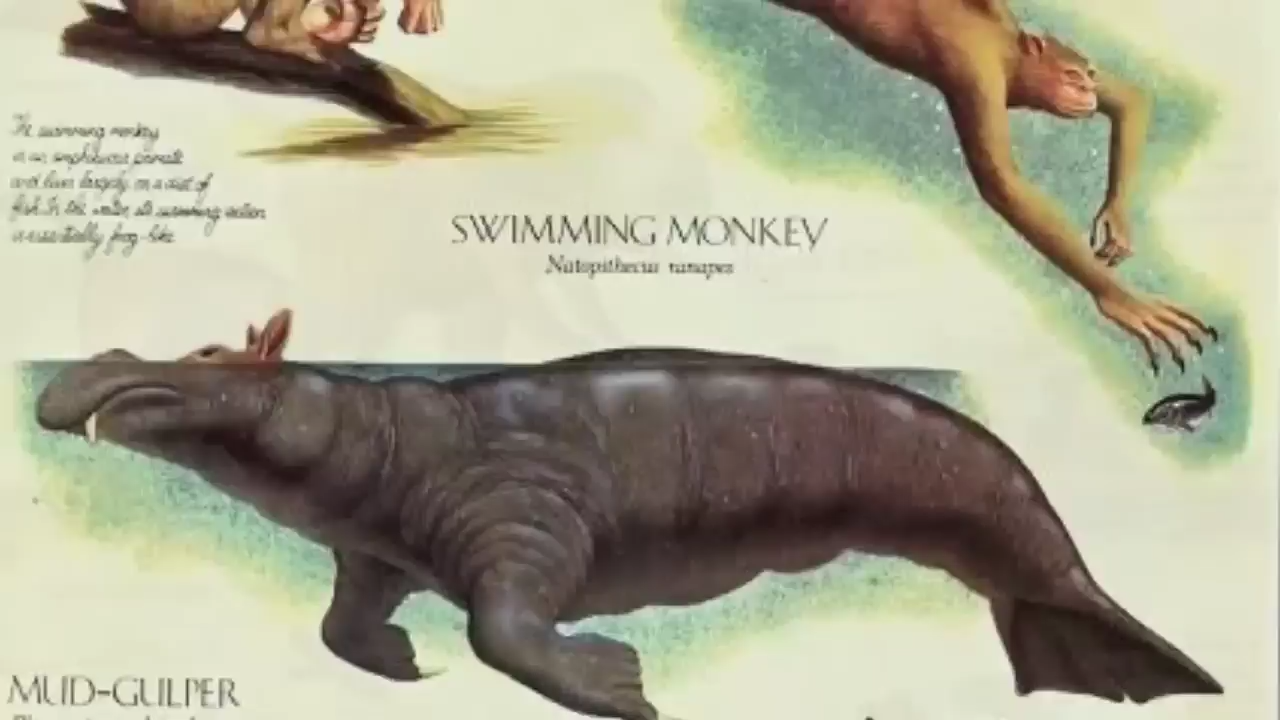 The swimming monkey
is an amphibious primate
and lives largely on a diet of
fish. In the water its swimming action
is essentially frog-like
SWIMMING MONKEY
Natopithecus ranapes
MUD-GULPER